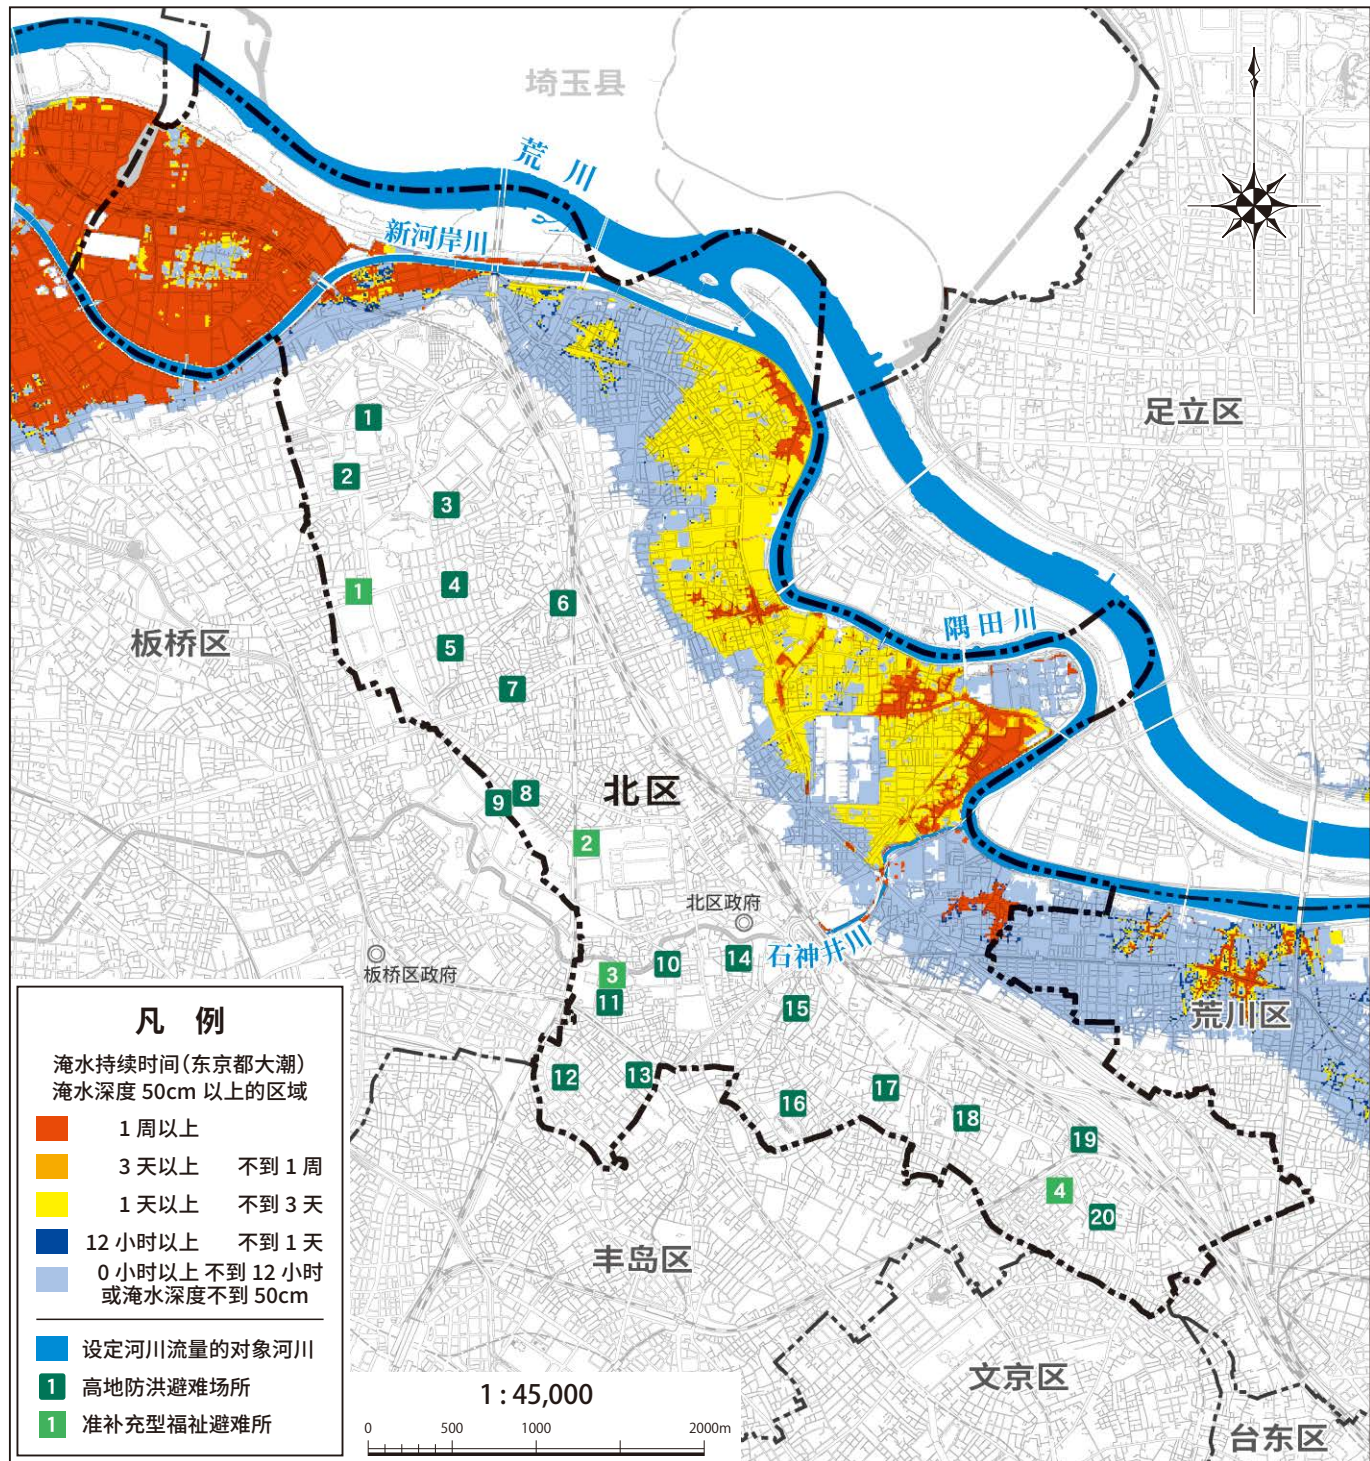 埼玉县
荒川
新河岸川
足立区
1
2
3
1
4
6
5
隅田川
板桥区
7
北区
9
8
2
北区政府
石神井川
板桥区政府
14
10
3
11
15
荒川区
12
13
17
16
18
19
4
20
丰岛区
文京区
台东区
凡 例
淹水持续时间（东京都大潮）
淹水深度 50cm 以上的区域
1 周以上
3 天以上 不到 1 周
1 天以上 不到 3 天
12 小时以上 不到 1 天
0 小时以上 不到 12 小时
或淹水深度不到 50cm
设定河川流量的对象河川
1 高地防洪避难场所
1 准补充型福祉避难所
1 : 45,000
0 500 1000 2000m